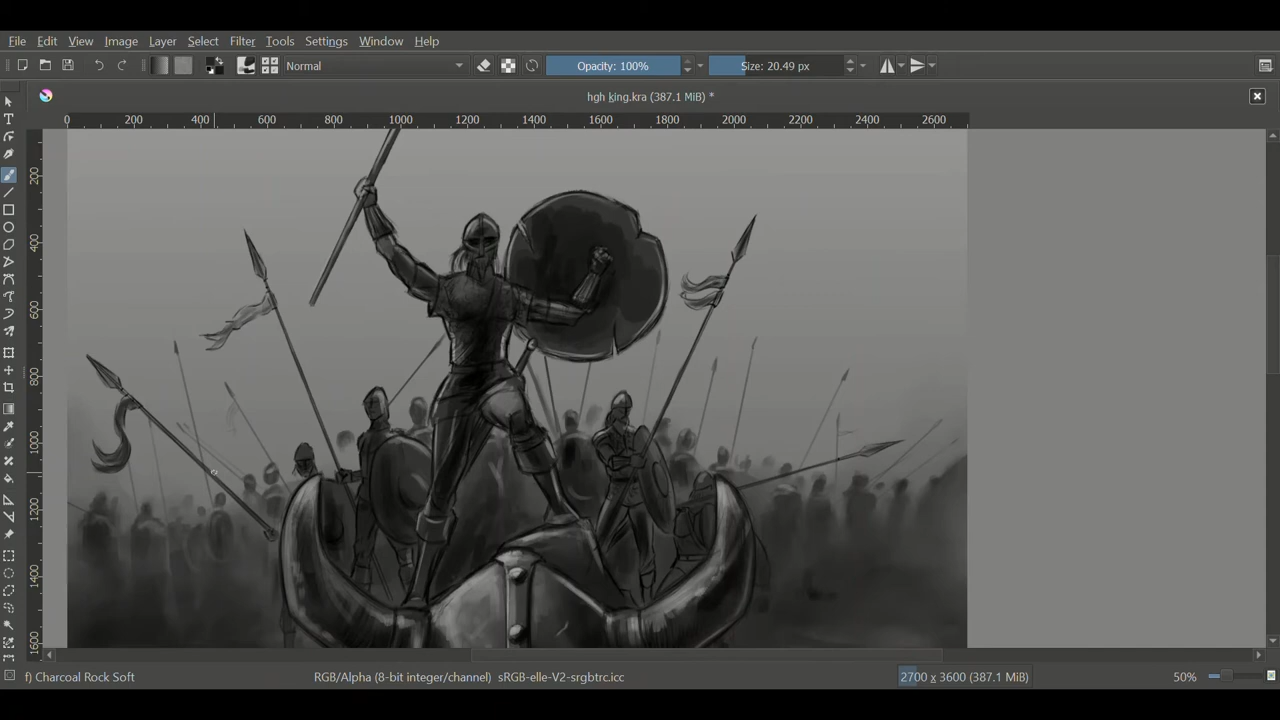 File Edit View Image Layer Select Filter Tools Settings Window Help
Normal Opacity: 100% Size: 20.49 px
hgh king.kra (387.1 MiB) *
0 200 400 600 800 1000 1200 1400 1600 1800 2000 2200 2400 2600
200
400
600
800
1000
1200
1400
1600
f) Charcoal Rock Soft RGB/Alpha (8-bit integer/channel) sRGB-elle-V2-srgbtrc.icc 2700 x 3600 (387.1 MiB) 50%